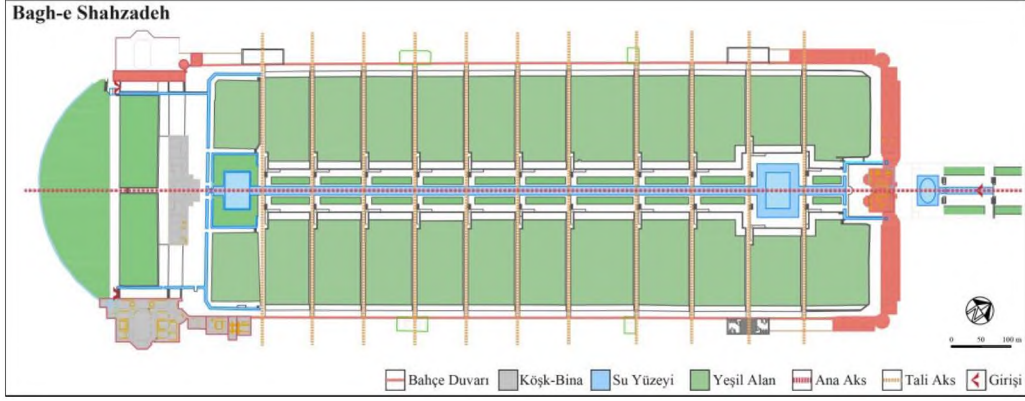 Bagh-e Shahzadeh
0 50 100 m
Bahçe Duvarı Köşk-Bina Su Yüzeyi Yeşil Alan Ana Aks Tali Aks Girişi